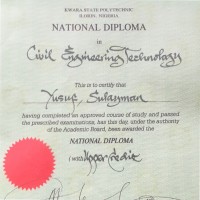 KWARA STATE POLYTECHNIC
ILORIN, NIGERIA
NATIONAL DIPLOMA
in
Civil Engineering Technology
This is to certify that
Yusuf, Sulayman
having completed an approved course of study and passed
the prescribed examinations, has this day, under the authority
of the Academic Board, been awarded the
NATIONAL DIPLOMA
(with Upper Credit